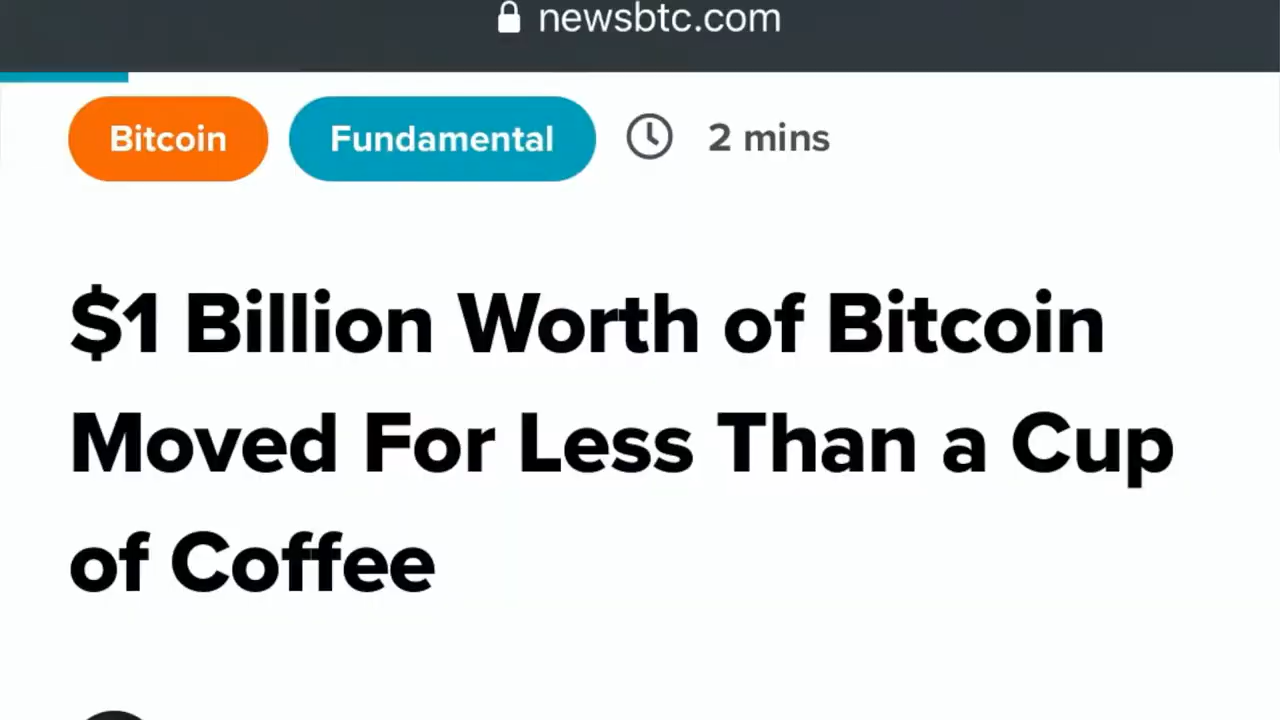 newsbtc.com
Bitcoin Fundamental 2 mins
$1 Billion Worth of Bitcoin
Moved For Less Than a Cup
of Coffee